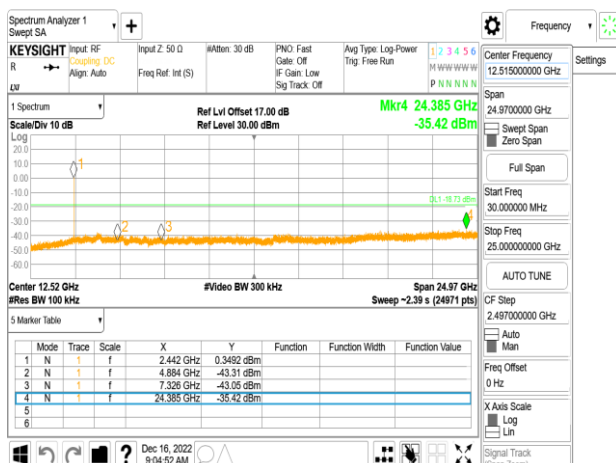 Spectrum Analyzer 1
Swept SA
+
Frequency
Settings
KEYSIGHT
R
LXI
Input: RF
Coupling: DC
Align: Auto
Input Z: 50 Ω
Freq Ref: Int (S)
#Atten: 30 dB
PNO: Fast
Gate: Off
IF Gain: Low
Sig Track: Off
Avg Type: Log-Power
Trig: Free Run
1 2 3 4 5 6
M W W W W W
P N N N N N
1 Spectrum
Scale/Div 10 dB
Ref Lvl Offset 17.00 dB
Ref Level 30.00 dBm
Mkr4 24.385 GHz
-35.42 dBm
Log
20.0
10.0
0.00
-10.0
-20.0
-30.0
-40.0
-50.0
-60.0
1
2
3
4
DL1 -19.73 dBm
Center 12.52 GHz
#Video BW 300 kHz
Span 24.97 GHz
#Res BW 100 kHz
Sweep ~2.39 s (24971 pts)
5 Marker Table
Mode Trace Scale X Y Function Function Width Function Value
1 N 1 f 2.442 GHz 0.3492 dBm
2 N 1 f 4.884 GHz -43.31 dBm
3 N 1 f 7.326 GHz -43.05 dBm
4 N 1 f 24.385 GHz -35.42 dBm
5
6
?
Dec 16, 2022
9:04:52 AM
Center Frequency
12.515000000 GHz
Span
24.9700000 GHz
Swept Span
Zero Span
Full Span
Start Freq
30.000000 MHz
Stop Freq
25.000000000 GHz
AUTO TUNE
CF Step
2.497000000 GHz
Auto
Man
Freq Offset
0 Hz
X Axis Scale
Log
Lin
Signal Track